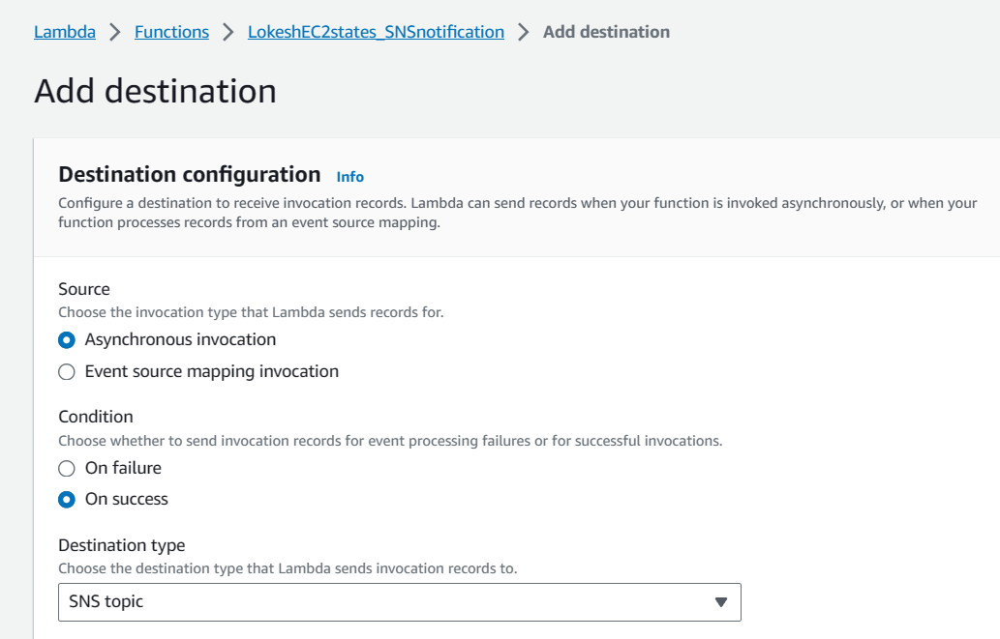 Lambda > Functions > LokeshEC2states_SNSnotification > Add destination
Add destination
Destination configuration Info
Configure a destination to receive invocation records. Lambda can send records when your function is invoked asynchronously, or when your
function processes records from an event source mapping.
Source
Choose the invocation type that Lambda sends records for.
Asynchronous invocation
Event source mapping invocation
Condition
Choose whether to send invocation records for event processing failures or for successful invocations.
On failure
On success
Destination type
Choose the destination type that Lambda sends invocation records to.
SNS topic